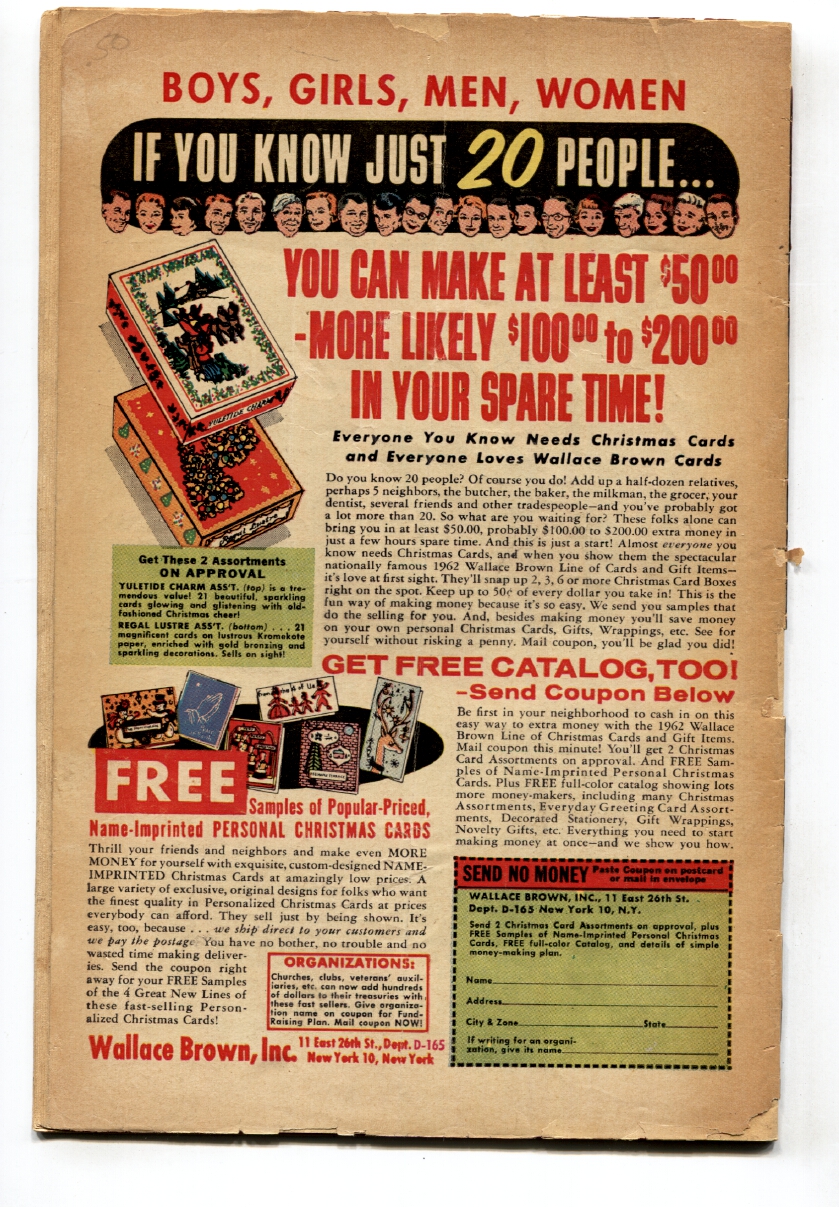 .50
BOYS, GIRLS, MEN, WOMEN
IF YOU KNOW JUST 20 PEOPLE...
YOU CAN MAKE AT LEAST $50.00
-MORE LIKELY $100.00 to $200.00
IN YOUR SPARE TIME!
YULETIDE CHARM
Regal Lustre
Everyone You Know Needs Christmas Cards
and Everyone Loves Wallace Brown Cards
Do you know 20 people? Of course you do! Add up a half-dozen relatives,
perhaps 5 neighbors, the butcher, the baker, the milkman, the grocer, your
dentist, several friends and other tradespeople—and you've probably got
a lot more than 20. So what are you waiting for? These folks alone can
bring you in at least $50.00, probably $100.00 to $200.00 extra money in
just a few hours spare time. And this is just a start! Almost everyone you
know needs Christmas Cards, and when you show them the spectacular
nationally famous 1962 Wallace Brown Line of Cards and Gift Items—
it's love at first sight. They'll snap up 2, 3, 6 or more Christmas Card Boxes
right on the spot. Keep up to 50¢ of every dollar you take in! This is the
fun way of making money because it's so easy. We send you samples that
do the selling for you. And, besides making money you'll save money
on your own personal Christmas Cards, Gifts, Wrappings, etc. See for
yourself without risking a penny. Mail coupon, you'll be glad you did!
Get These 2 Assortments
ON APPROVAL
YULETIDE CHARM ASS'T. (top) is a tre-
mendous value! 21 beautiful, sparkling
cards glowing and glistening with old-
fashioned Christmas cheer!
REGAL LUSTRE ASS'T. (bottom) . . . 21
magnificent cards on lustrous Kromekote
paper, enriched with gold bronzing and
sparkling decorations. Sells on sight!
GET FREE CATALOG, TOO!
–Send Coupon Below
Be first in your neighborhood to cash in on this
easy way to extra money with the 1962 Wallace
Brown Line of Christmas Cards and Gift Items.
Mail coupon this minute! You'll get 2 Christmas
Card Assortments on approval. And FREE Sam-
ples of Name-Imprinted Personal Christmas
Cards. Plus FREE full-color catalog showing lots
more money-makers, including many Christmas
Assortments, Everyday Greeting Card Assort-
ments, Decorated Stationery, Gift Wrappings,
Novelty Gifts, etc. Everything you need to start
making money at once—and we show you how.
From the of Us
FREE
Samples of Popular-Priced,
Name-Imprinted PERSONAL CHRISTMAS CARDS
Thrill your friends and neighbors and make even MORE
MONEY for yourself with exquisite, custom-designed NAME-
IMPRINTED Christmas Cards at amazingly low prices. A
large variety of exclusive, original designs for folks who want
the finest quality in Personalized Christmas Cards at prices
everybody can afford. They sell just by being shown. It's
easy, too, because . . . we ship direct to your customers and
we pay the postage. You have no bother, no trouble and no
wasted time making deliver-
ies. Send the coupon right
away for your FREE Samples
of the 4 Great New Lines of
these fast-selling Person-
alized Christmas Cards!
ORGANIZATIONS:
Churches, clubs, veterans' auxil-
iaries, etc. can now add hundreds
of dollars to their treasuries with
these fast sellers. Give organiza-
tion name on coupon for Fund-
Raising Plan. Mail coupon NOW!
Wallace Brown, Inc. 11 East 26th St., Dept. D-165
New York 10, New York
SEND NO MONEY Paste Coupon on postcard
or mail in envelope
WALLACE BROWN, INC., 11 East 26th St.
Dept. D-165 New York 10, N.Y.
Send 2 Christmas Card Assortments on approval, plus
FREE Samples of Name-Imprinted Personal Christmas
Cards, FREE full-color Catalog, and details of simple
money-making plan.
Name
Address
City & Zone State
If writing for an organi-
zation, give its name